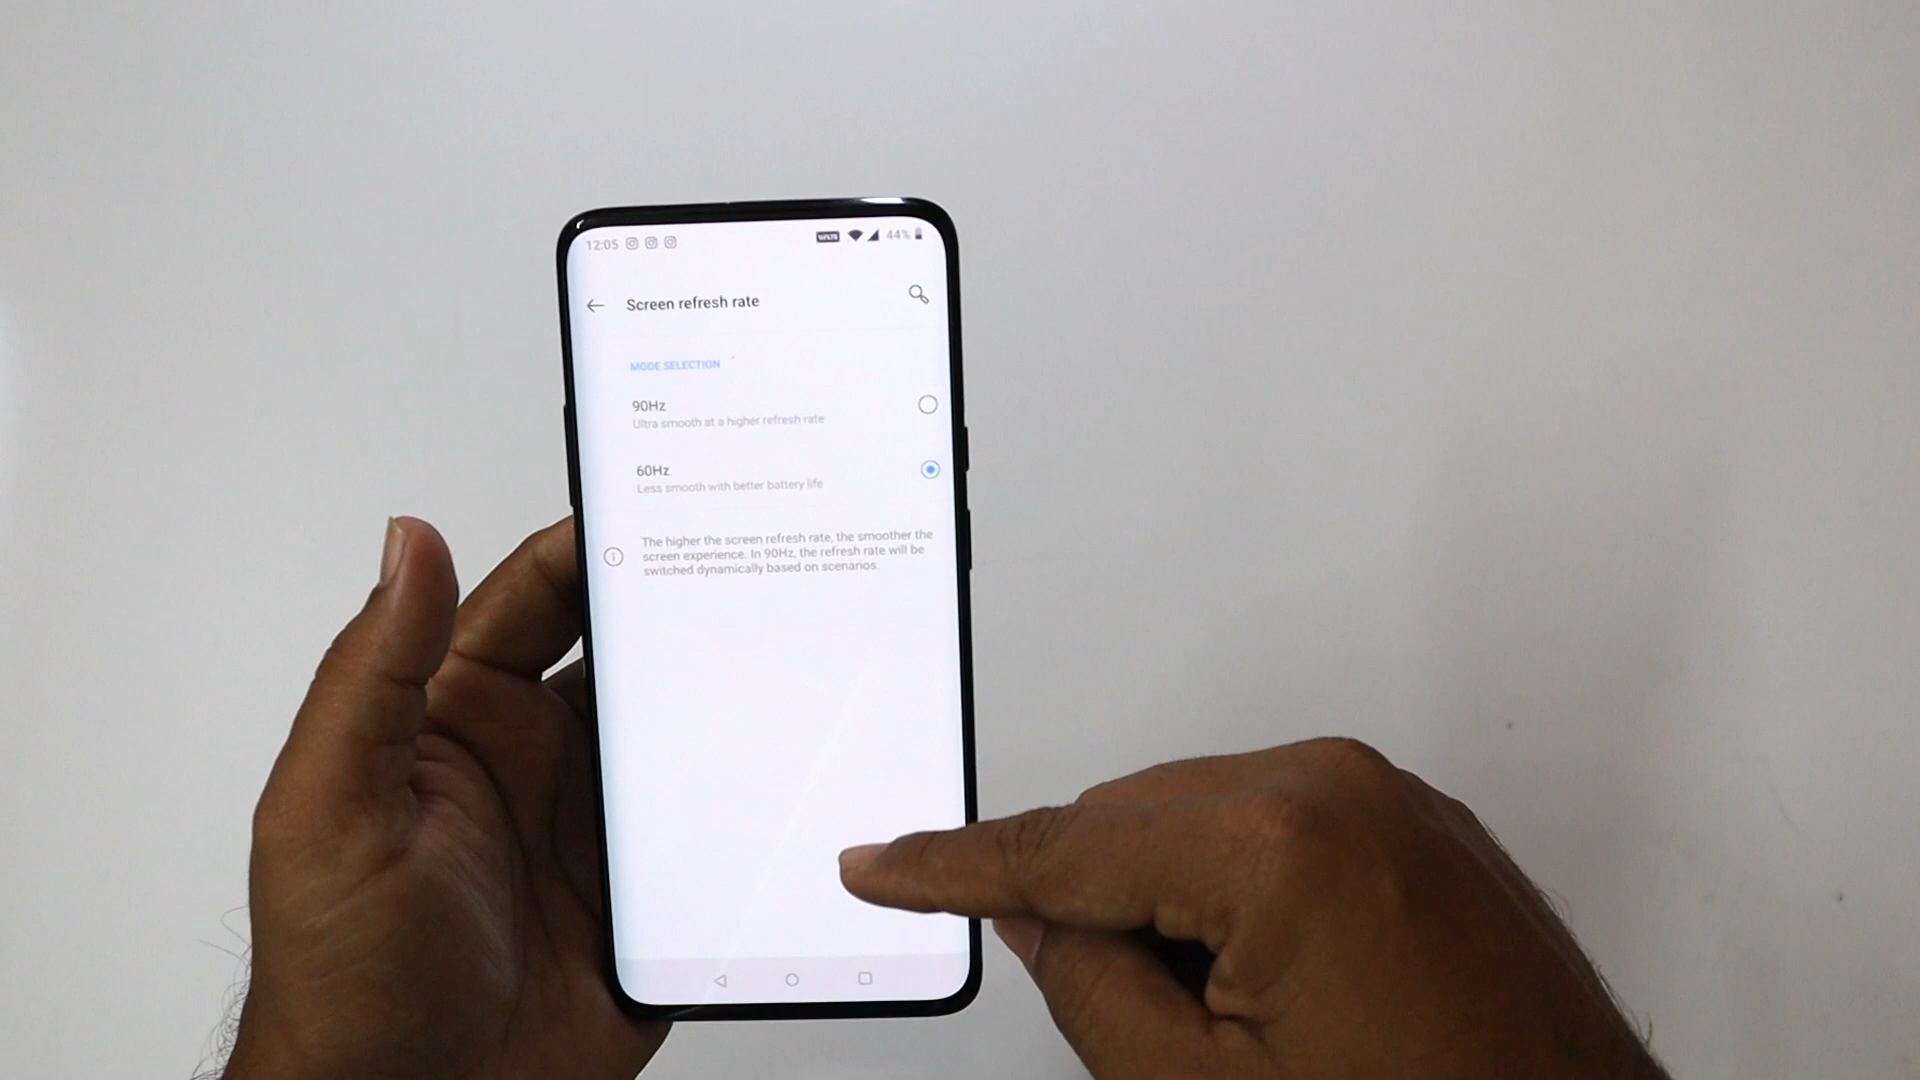 12:05 VoLTE 44%
Screen refresh rate
MODE SELECTION
90Hz
Ultra smooth at a higher refresh rate
60Hz
Less smooth with better battery life
The higher the screen refresh rate, the smoother the
screen experience. In 90Hz, the refresh rate will be
switched dynamically based on scenarios.